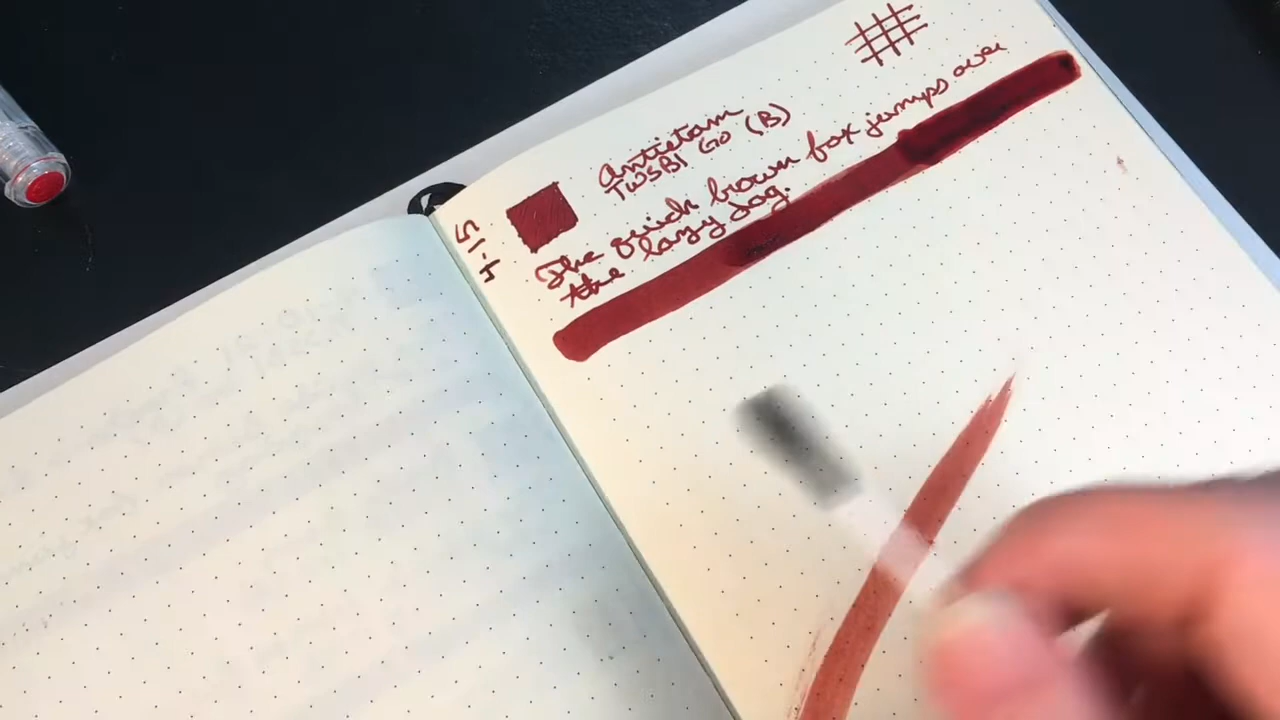 Antietam
TWSBI GO (B)
The quick brown fox jumps over
the lazy dog.
4-15